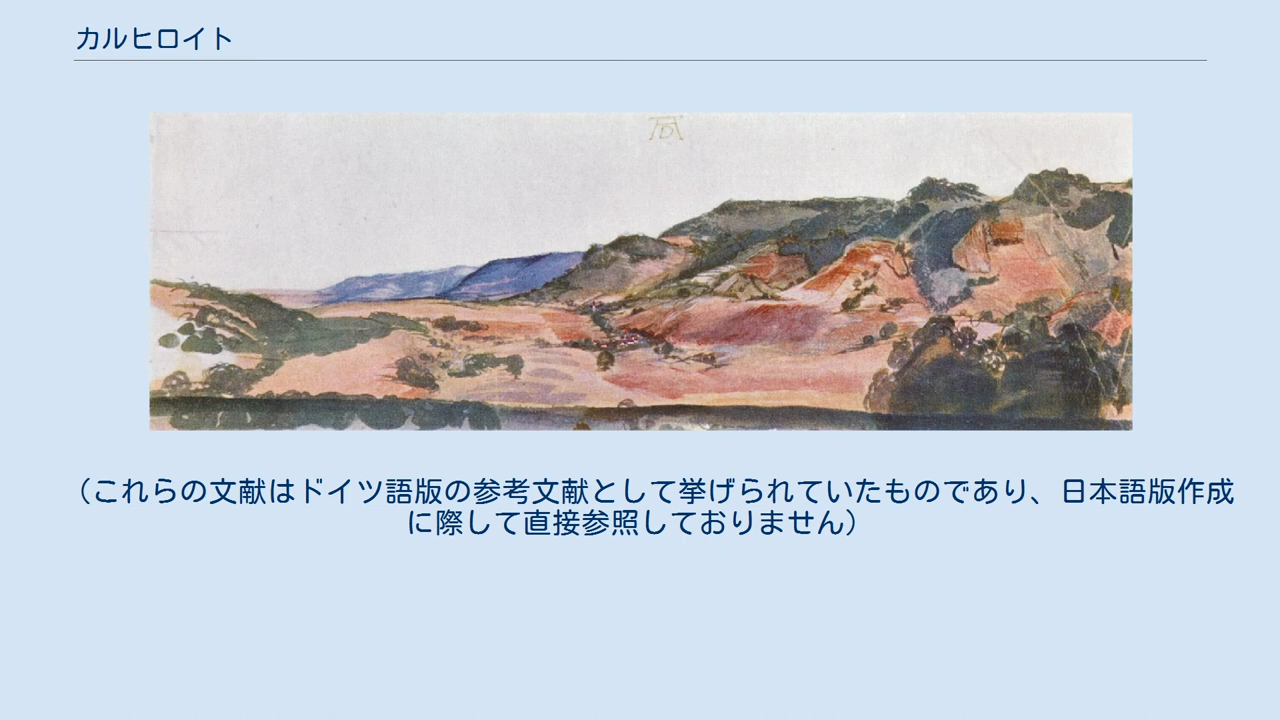 カルヒロイト
AD
（これらの文献はドイツ語版の参考文献として挙げられていたものであり、日本語版作成
に際して直接参照しておりません）